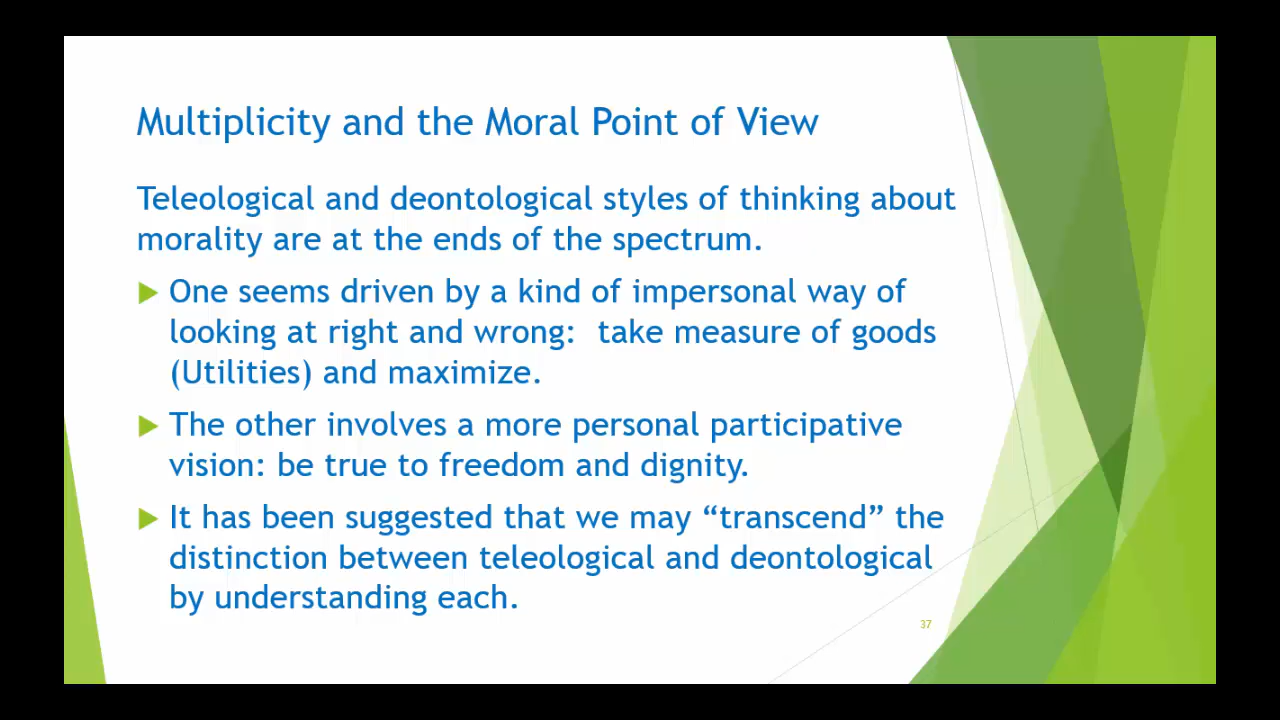 Multiplicity and the Moral Point of View
Teleological and deontological styles of thinking about
morality are at the ends of the spectrum.
One seems driven by a kind of impersonal way of
looking at right and wrong:  take measure of goods
(Utilities) and maximize.
The other involves a more personal participative
vision: be true to freedom and dignity.
It has been suggested that we may “transcend” the
distinction between teleological and deontological
by understanding each.
37